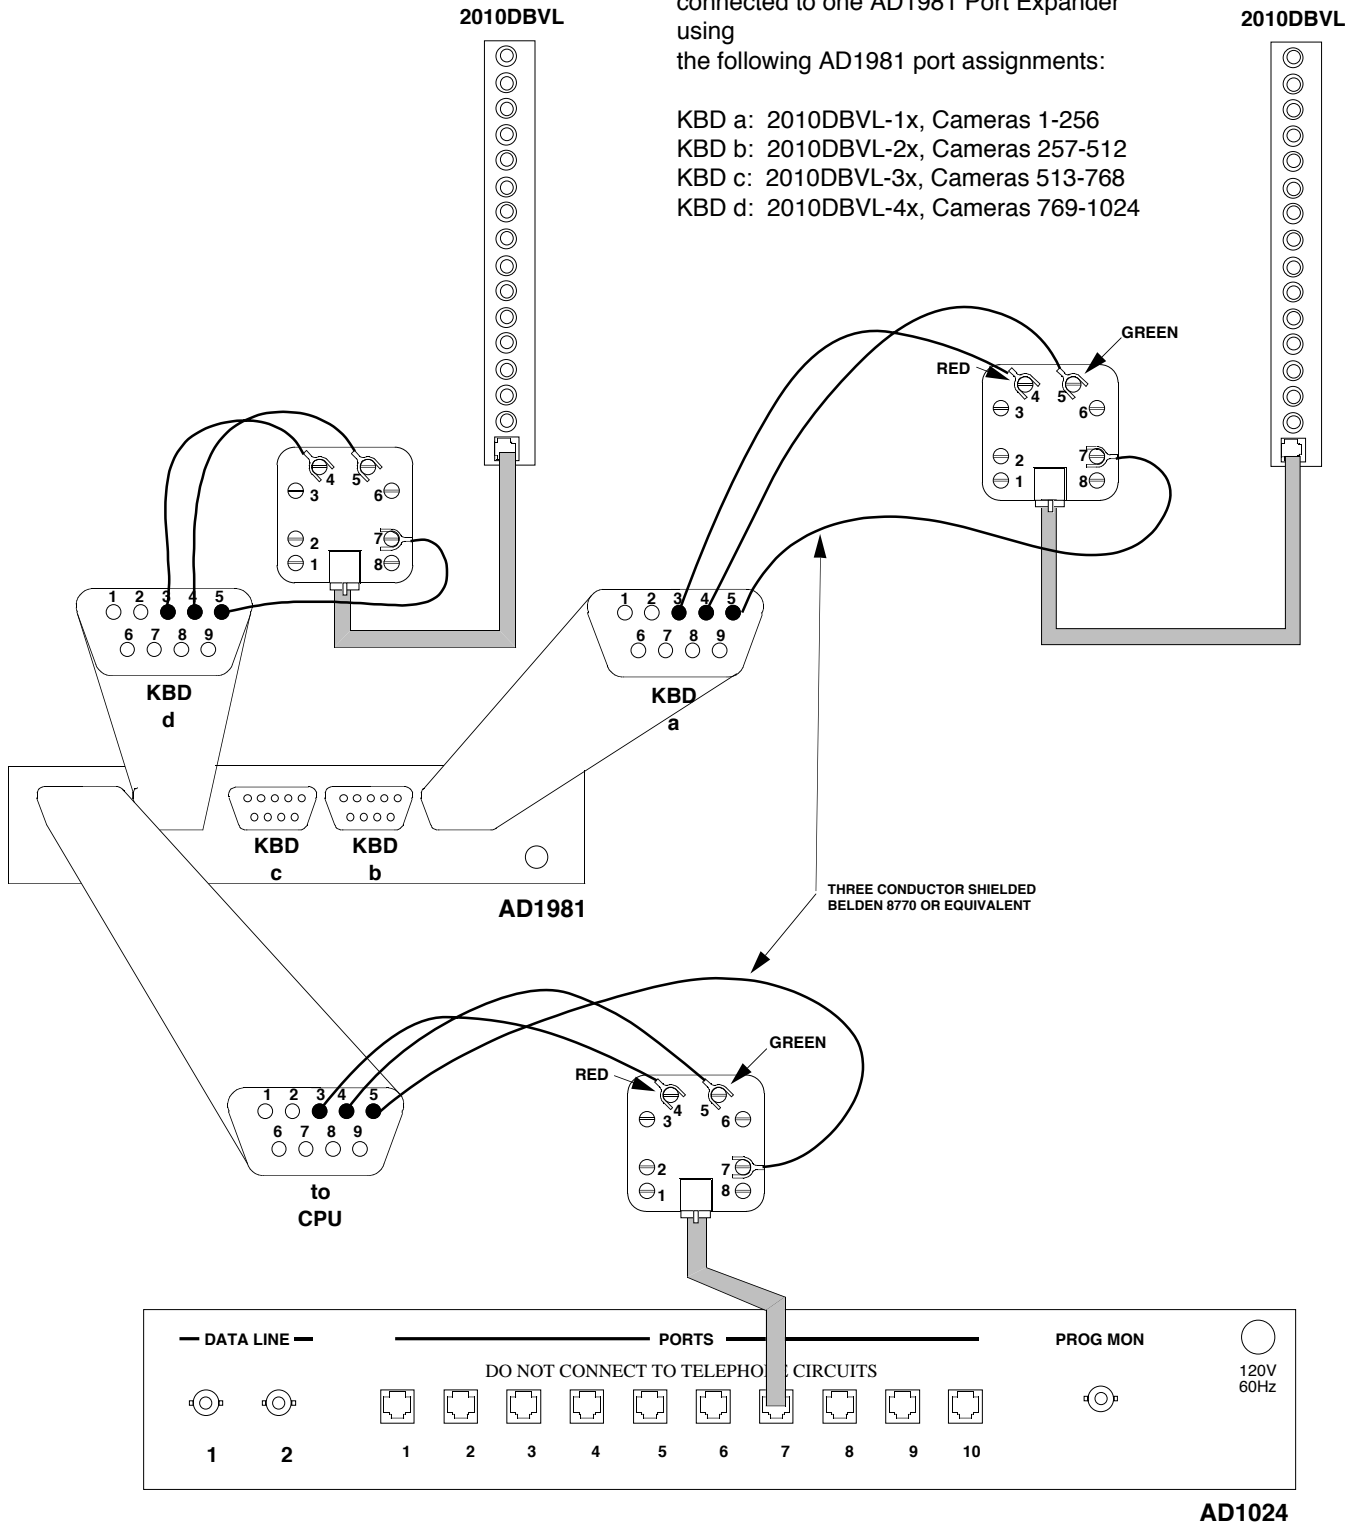 connected to one AD1981 Port Expander
using
the following AD1981 port assignments:
KBD a: 2010DBVL-1x, Cameras 1-256
KBD b: 2010DBVL-2x, Cameras 257-512
KBD c: 2010DBVL-3x, Cameras 513-768
KBD d: 2010DBVL-4x, Cameras 769-1024
2010DBVL
2010DBVL
GREEN
RED
4 5
3 6
2 7
1 8
4 5
3 6
2 7
1 8
1 2 3 4 5
6 7 8 9
KBD
d
1 2 3 4 5
6 7 8 9
KBD
a
KBD
c
KBD
b
AD1981
THREE CONDUCTOR SHIELDED
BELDEN 8770 OR EQUIVALENT
GREEN
RED
4 5
3 6
2 7
1 8
1 2 3 4 5
6 7 8 9
to
CPU
DATA LINE
PORTS
PROG MON
DO NOT CONNECT TO TELEPHO E CIRCUITS
120V
60Hz
1 2
1 2 3 4 5 6 7 8 9 10
AD1024